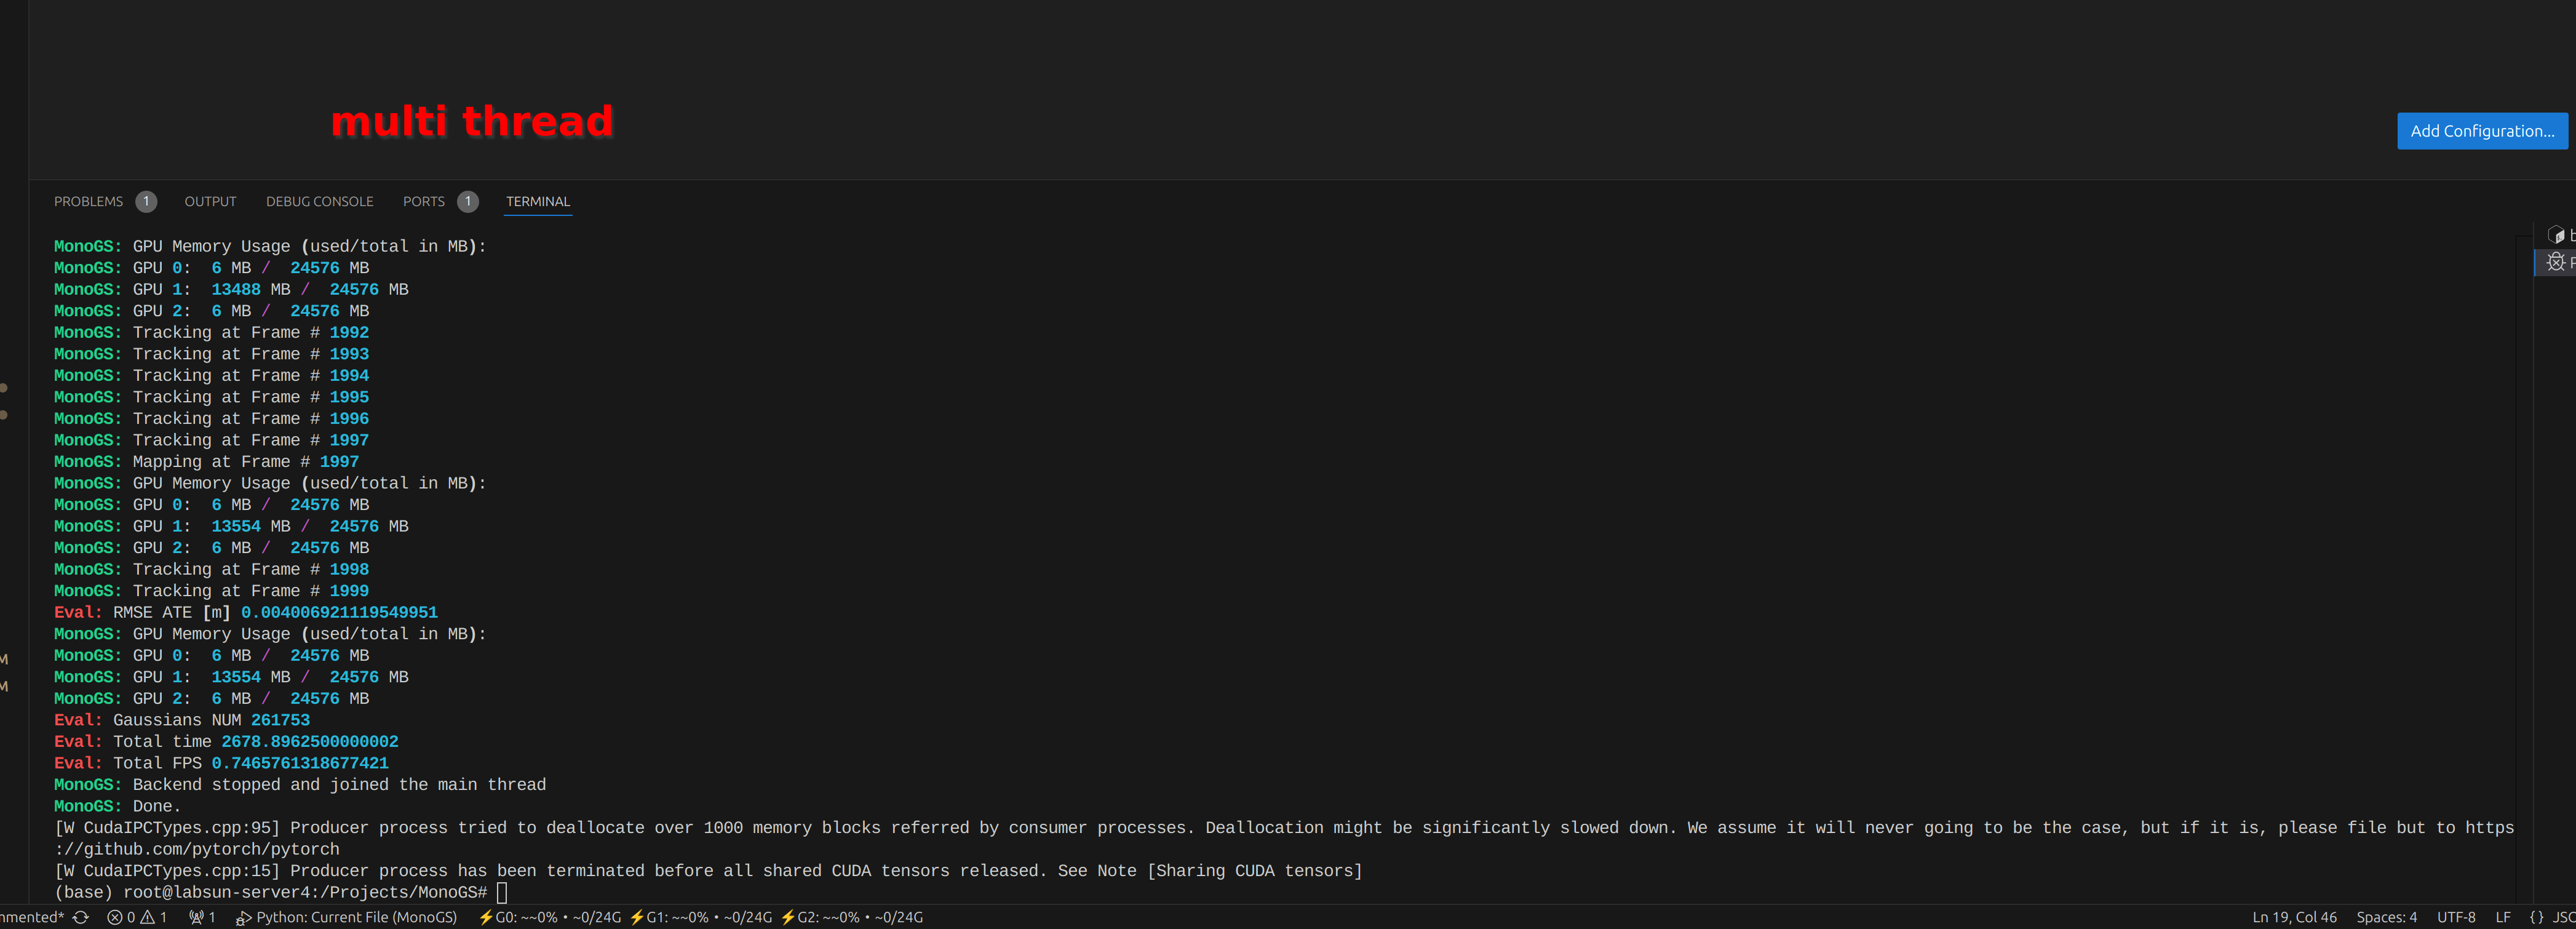 multi thread
Add Configuration...
PROBLEMS 1 OUTPUT DEBUG CONSOLE PORTS 1 TERMINAL
MonoGS: GPU Memory Usage (used/total in MB):
MonoGS: GPU 0:  6 MB /  24576 MB
MonoGS: GPU 1:  13488 MB /  24576 MB
MonoGS: GPU 2:  6 MB /  24576 MB
MonoGS: Tracking at Frame # 1992
MonoGS: Tracking at Frame # 1993
MonoGS: Tracking at Frame # 1994
MonoGS: Tracking at Frame # 1995
MonoGS: Tracking at Frame # 1996
MonoGS: Tracking at Frame # 1997
MonoGS: Mapping at Frame # 1997
MonoGS: GPU Memory Usage (used/total in MB):
MonoGS: GPU 0:  6 MB /  24576 MB
MonoGS: GPU 1:  13554 MB /  24576 MB
MonoGS: GPU 2:  6 MB /  24576 MB
MonoGS: Tracking at Frame # 1998
MonoGS: Tracking at Frame # 1999
Eval: RMSE ATE [m] 0.004006921119549951
MonoGS: GPU Memory Usage (used/total in MB):
MonoGS: GPU 0:  6 MB /  24576 MB
MonoGS: GPU 1:  13554 MB /  24576 MB
MonoGS: GPU 2:  6 MB /  24576 MB
Eval: Gaussians NUM 261753
Eval: Total time 2678.8962500000002
Eval: Total FPS 0.7465761318677421
MonoGS: Backend stopped and joined the main thread
MonoGS: Done.
[W CudaIPCTypes.cpp:95] Producer process tried to deallocate over 1000 memory blocks referred by consumer processes. Deallocation might be significantly slowed down. We assume it will never going to be the case, but if it is, please file but to https
://github.com/pytorch/pytorch
[W CudaIPCTypes.cpp:15] Producer process has been terminated before all shared CUDA tensors released. See Note [Sharing CUDA tensors]
(base) root@labsun-server4:/Projects/MonoGS#
mmented* 0 1 1 Python: Current File (MonoGS) ⚡G0: ~~0% • ~0/24G ⚡G1: ~~0% • ~0/24G ⚡G2: ~~0% • ~0/24G Ln 19, Col 46 Spaces: 4 UTF-8 LF {} JSO